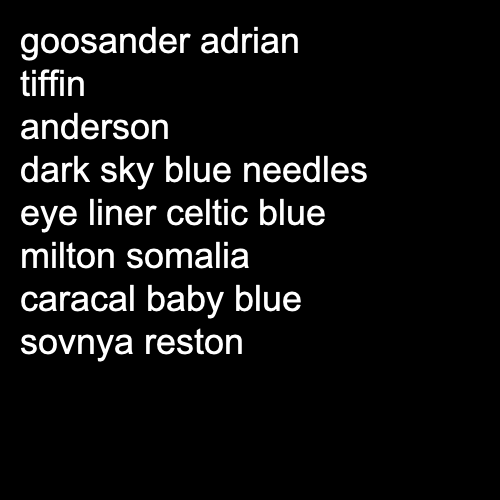 goosander adrian
tiffin
anderson
dark sky blue needles
eye liner celtic blue
milton somalia
caracal baby blue
sovnya reston